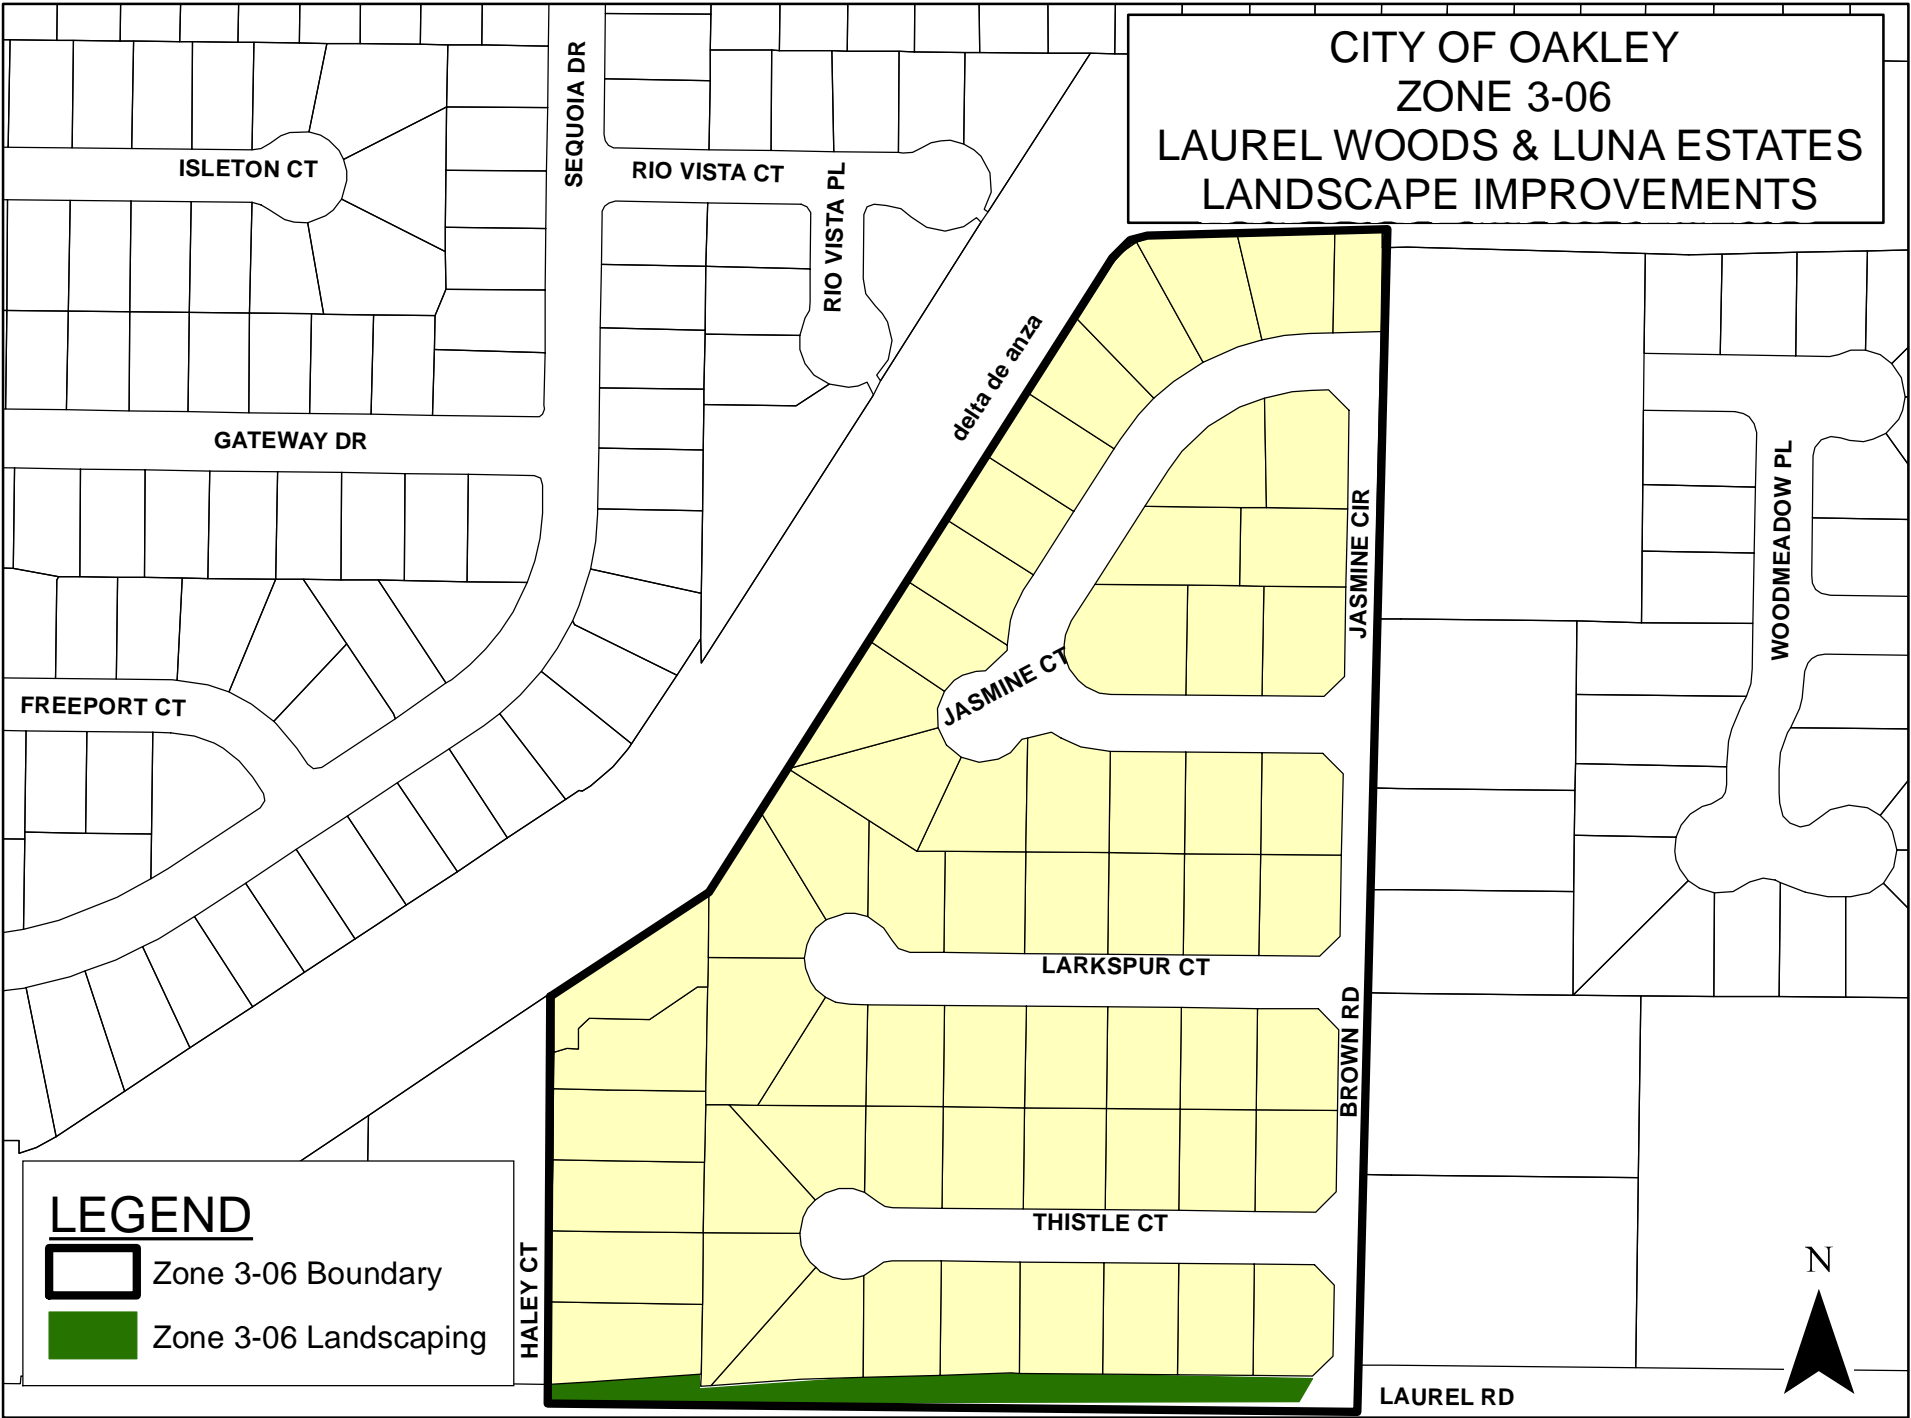 CITY OF OAKLEY
ZONE 3-06
LAUREL WOODS & LUNA ESTATES
LANDSCAPE IMPROVEMENTS
SEQUOIA DR
ISLETON CT
RIO VISTA CT
RIO VISTA PL
delta de anza
GATEWAY DR
JASMINE CIR
WOODMEADOW PL
JASMINE CT
FREEPORT CT
LARKSPUR CT
BROWN RD
THISTLE CT
HALEY CT
LAUREL RD
LEGEND
Zone 3-06 Boundary
Zone 3-06 Landscaping
N